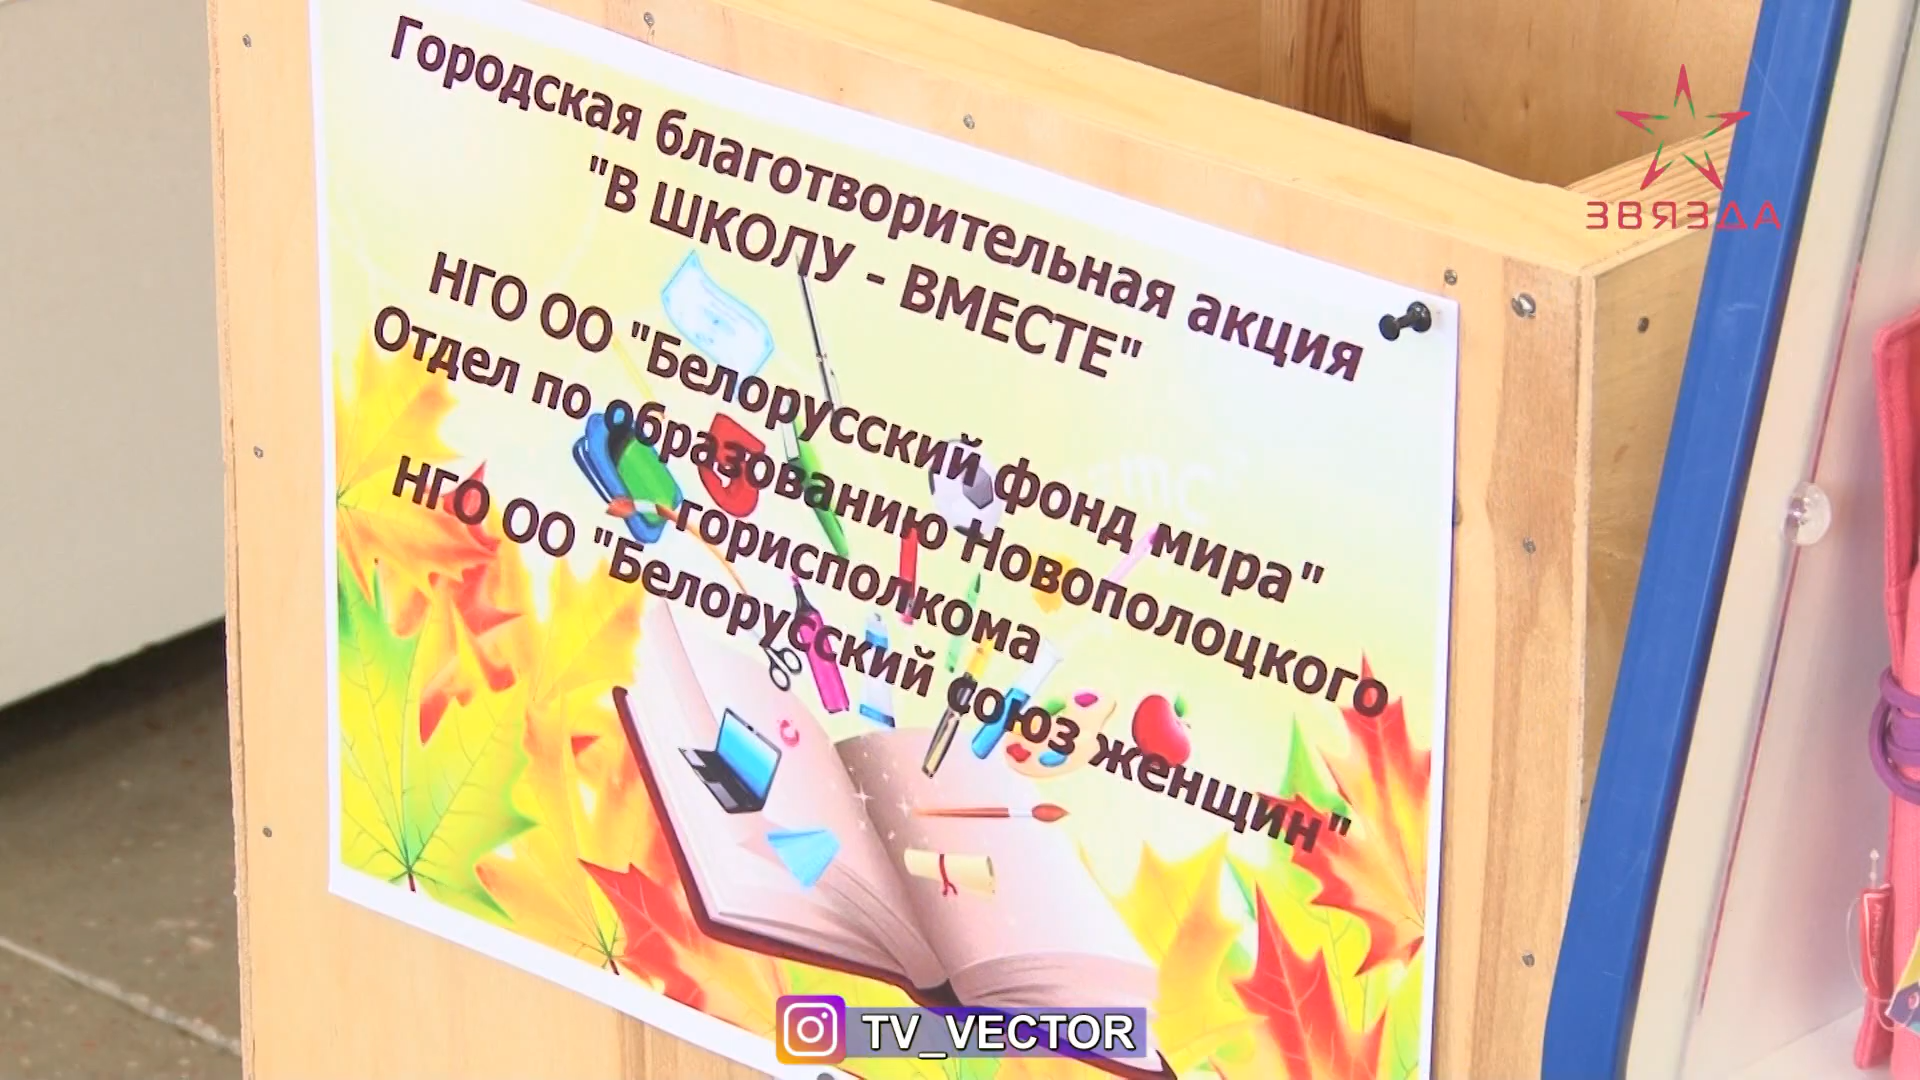 Городская благотворительная акция
"В ШКОЛУ - ВМЕСТЕ"
НГО ОО "Белорусский фонд мира"
Отдел по образованию Новополоцкого
горисполкома
НГО ОО "Белорусский союз женщин"
ЗВЯЗДА
TV_VECTOR